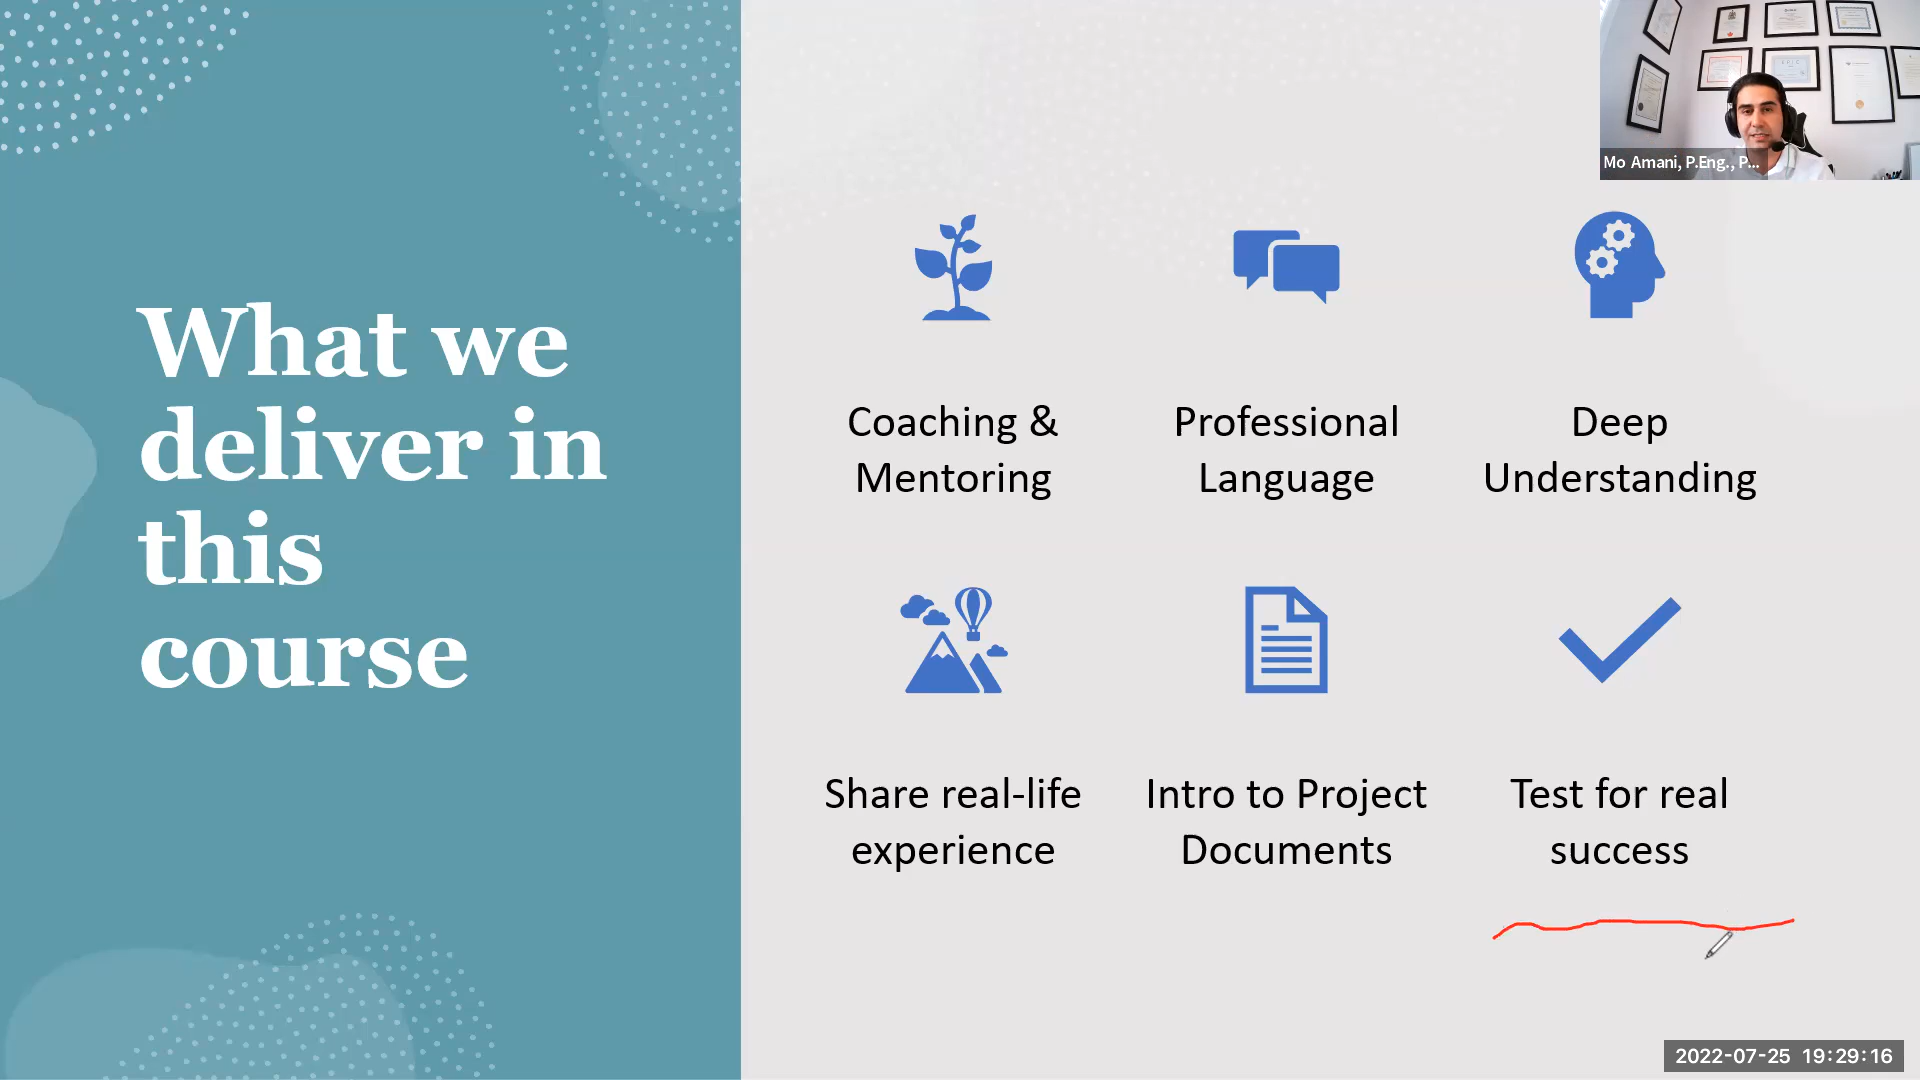 Mo Amani, P.Eng., P...
What we
deliver in
this
course
Coaching &
Mentoring
Professional
Language
Deep
Understanding
Share real-life
experience
Intro to Project
Documents
Test for real
success
2022-07-25 19:29:16